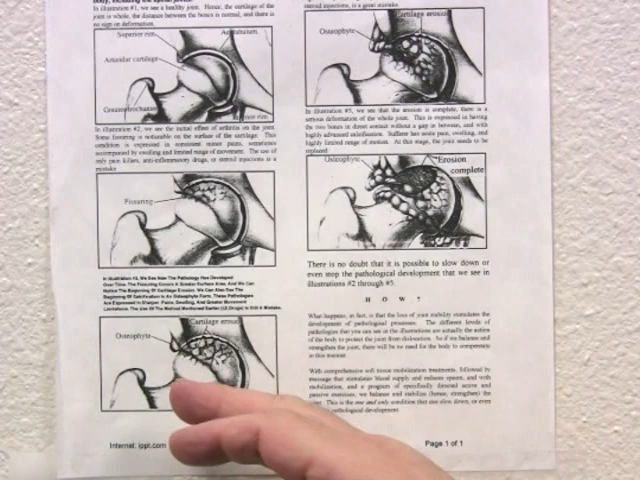 body, including the spinal joints.
In illustration #1, we see a healthy joint. Hence, the cartilage of the
joint is whole, the distance between the bones is normal, and there is
no sign on deformation.
Superior rim
Acetabulum
Articular cartilage
Greater trochanter
Inferior rim
In illustration #2, we see the initial effect of arthritis on the joint.
Some favoring is noticeable on the surface of the cartilage. This
condition is expressed in consistent minor pains, sometimes
accompanied by swelling and limited range of movement. The use of
only pain killers, anti-inflammatory drugs, or steroid injections is a
mistake
Fissuring
In Illustration #3, We See How The Pathology Has Developed
Over Time. The Fissuring Covers A Greater Surface Area, And We Can
Notice The Beginning Of Cartilage Erosion. We Can Also See The
Beginning Of Calcification In An Osteophyte Form. These Pathologies
Are Expressed In Sharper Pains, Swelling, And Greater Movement
Limitations. The Use Of The Method Mentioned Earlier Is Still A Mistake.
Osteophyte
Cartilage erosion
Internet. ippt.com
steroid injections, is a great mistake.
Cartilage erosion
Osteophyte
In illustration #5, we see that the erosion is complete, there is a
serious deformation of the whole joint. This is expressed in having
the two bones in direct contact without a gap in between, and with
highly advanced calcification. Sufferer has acute pain, swelling, and
highly limited range of motion. At this stage, the joint needs to be
replaced
Osteophyte
Erosion
complete
There is no doubt that it is possible to slow down or
even stop the pathological development that we see in
illustrations #2 through #5.
H O W ?
What happens, in fact, is that the loss of joint mobility stimulates the
development of pathological processes. The different levels of
pathologies that you can see in the illustrations are actually the action
of the body to protect the joint from dislocation. So if we balance and
strengthen the joint, there will be no need for the body to compensate
in this manner
With comprehensive soft tissue mobilization treatments, followed by
massage that stimulates blood supply and reduces spasm, and with
mobilization, and a program of specifically directed active and
passive exercises, we balance and stabilize (hence, strengthen) the
joint. This is the one and only condition that can slow down, or even
pathological development
Page 1 of 1